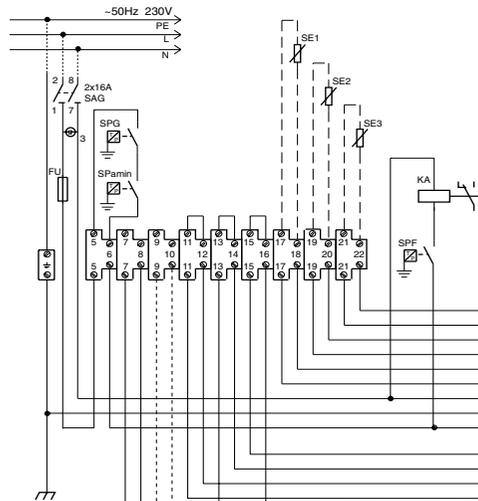 ~50Hz 230V
PE
L
N
SE1
SE2
SE3
2 8
2x16A
SAG
1 7
3
SPG
FU
SPamin
KA
SPF
5 7 9 11 13 15 17 19 21
6 8 10 12 14 16 18 20 22
5 7 9 11 13 15 17 19 21